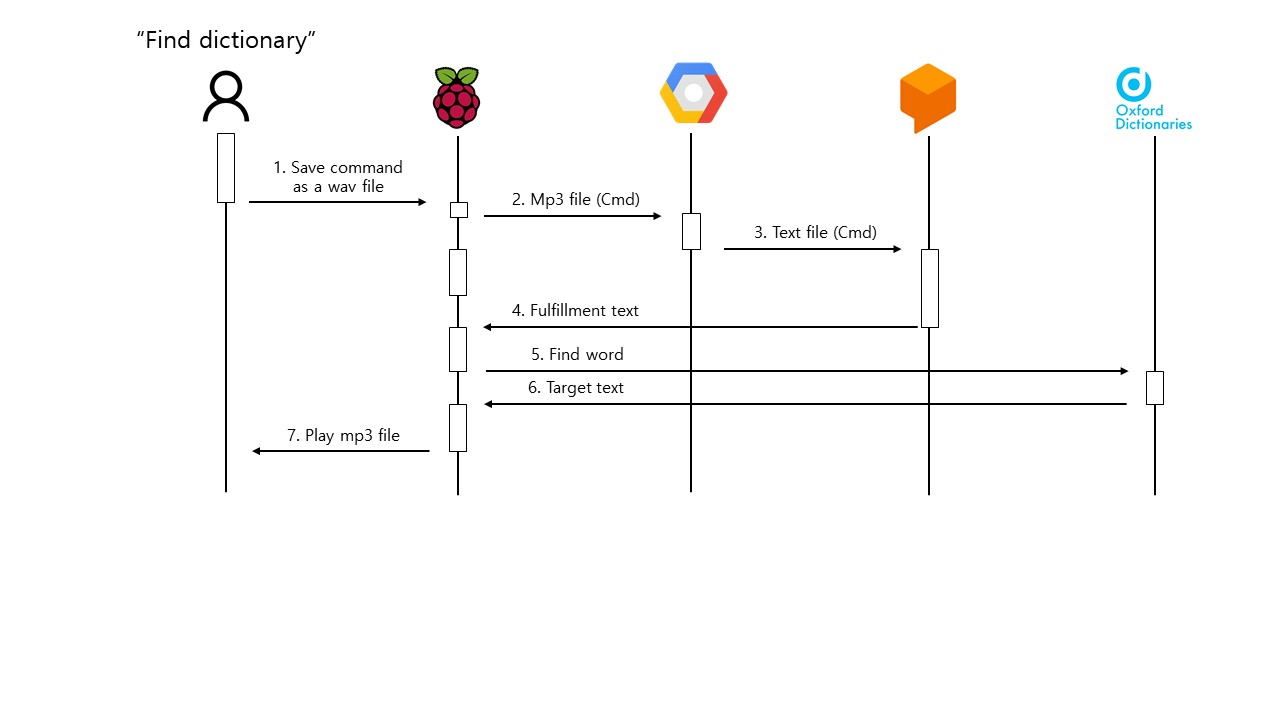 “Find dictionary”
Oxford
Dictionaries
1. Save command
as a wav file
2. Mp3 file (Cmd)
3. Text file (Cmd)
4. Fulfillment text
5. Find word
6. Target text
7. Play mp3 file